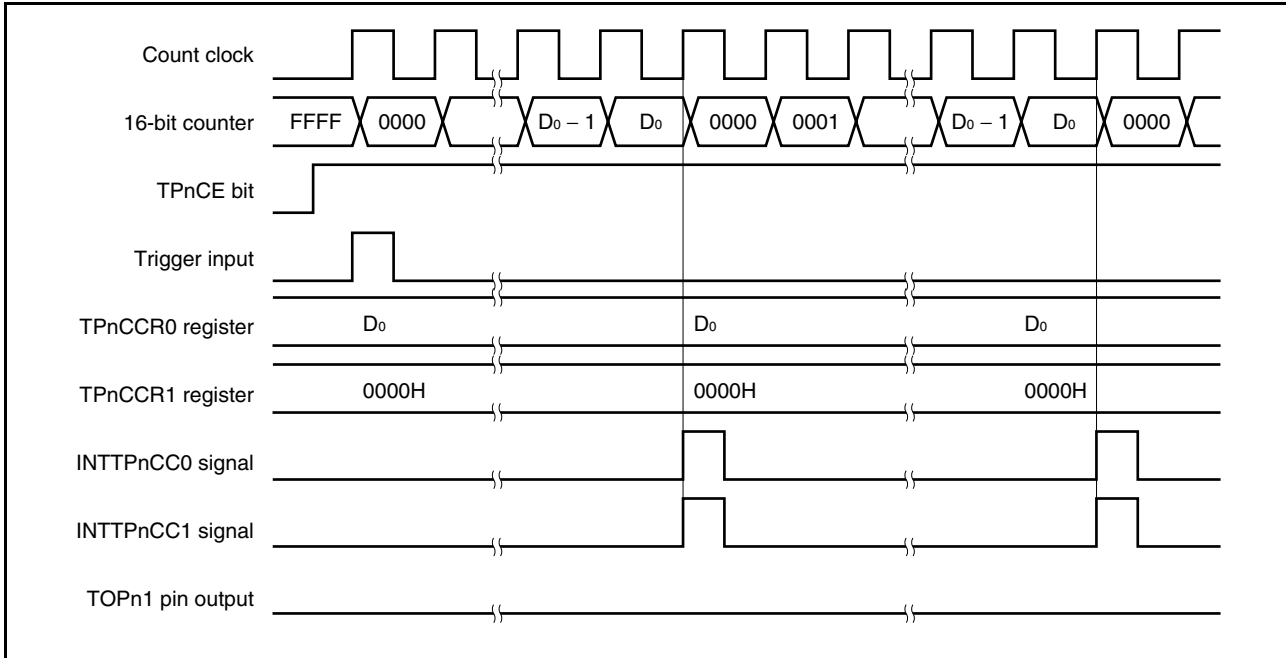 Count clock
16-bit counter FFFF 0000 D₀ − 1 D₀ 0000 0001 D₀ − 1 D₀ 0000
TPnCE bit
Trigger input
TPnCCR0 register D₀ D₀ D₀
TPnCCR1 register 0000H 0000H 0000H
INTTPnCC0 signal
INTTPnCC1 signal
TOPn1 pin output